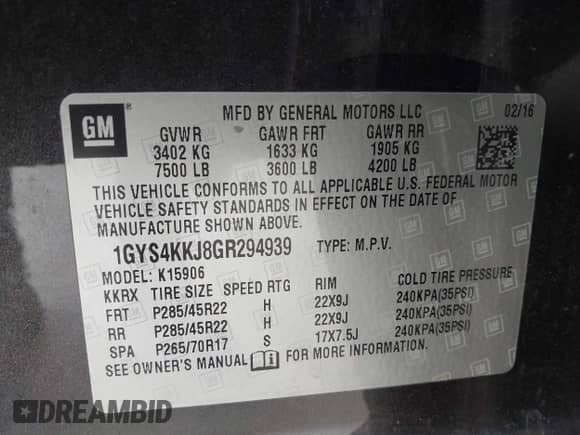 GM ®
MFD BY GENERAL MOTORS LLC 02/16
GVWR GAWR FRT GAWR RR
3402 KG 1633 KG 1905 KG
7500 LB 3600 LB 4200 LB
THIS VEHICLE CONFORMS TO ALL APPLICABLE U.S. FEDERAL MOTOR
VEHICLE SAFETY STANDARDS IN EFFECT ON THE DATE OF
MANUFACTURE SHOWN ABOVE.
1GYS4KKJ8GR294939 TYPE: M.P.V.
MODEL: K15906
KKRX TIRE SIZE SPEED RTG RIM COLD TIRE PRESSURE
FRT P285/45R22 H 22X9J 240KPA(35PSI)
RR P285/45R22 H 22X9J 240KPA(35PSI)
SPA P265/70R17 S 17X7.5J 240KPA(35PSI)
SEE OWNER'S MANUAL FOR MORE INFORMATION.
DREAMBID